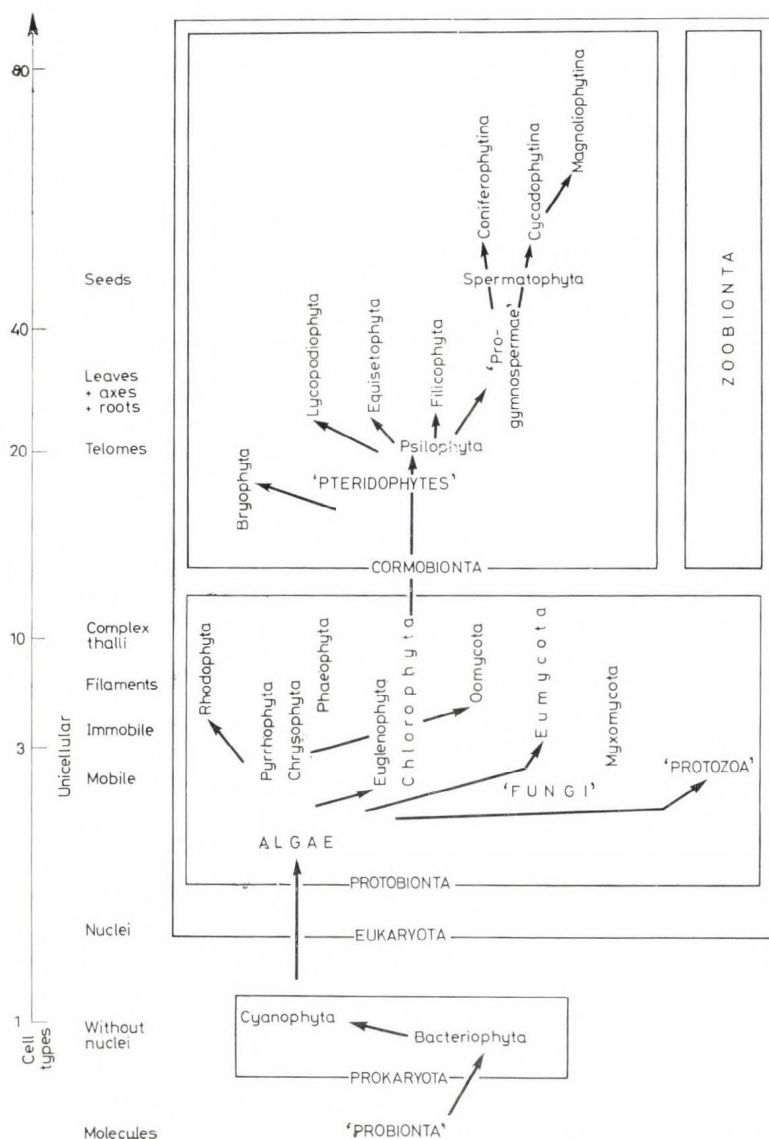 80
Magnoliophytina
Coniferophytina
Cycadophytina
Seeds
Spermatophyta
ZOOBIONTA
40
Lycopodiophyta
Equisetophyta
Filicophyta
'Pro-
gymnospermae'
Leaves
+ axes
+ roots
20
Telomes
Psilophyta
Bryophyta
'PTERIDOPHYTES'
CORMOBIONTA
10
Complex
thalli
Filaments
Immobile
3
Unicellular
Mobile
Rhodophyta
Pyrrhophyta
Chrysophyta
Phaeophyta
Euglenophyta
Chlorophyta
Oomycota
Eumycota
Myxomycota
'FUNGI'
'PROTOZOA'
ALGAE
PROTOBIONTA
Nuclei
EUKARYOTA
1
Cell
types
Without
nuclei
Cyanophyta
Bacteriophyta
PROKARYOTA
Molecules
'PROBIONTA'